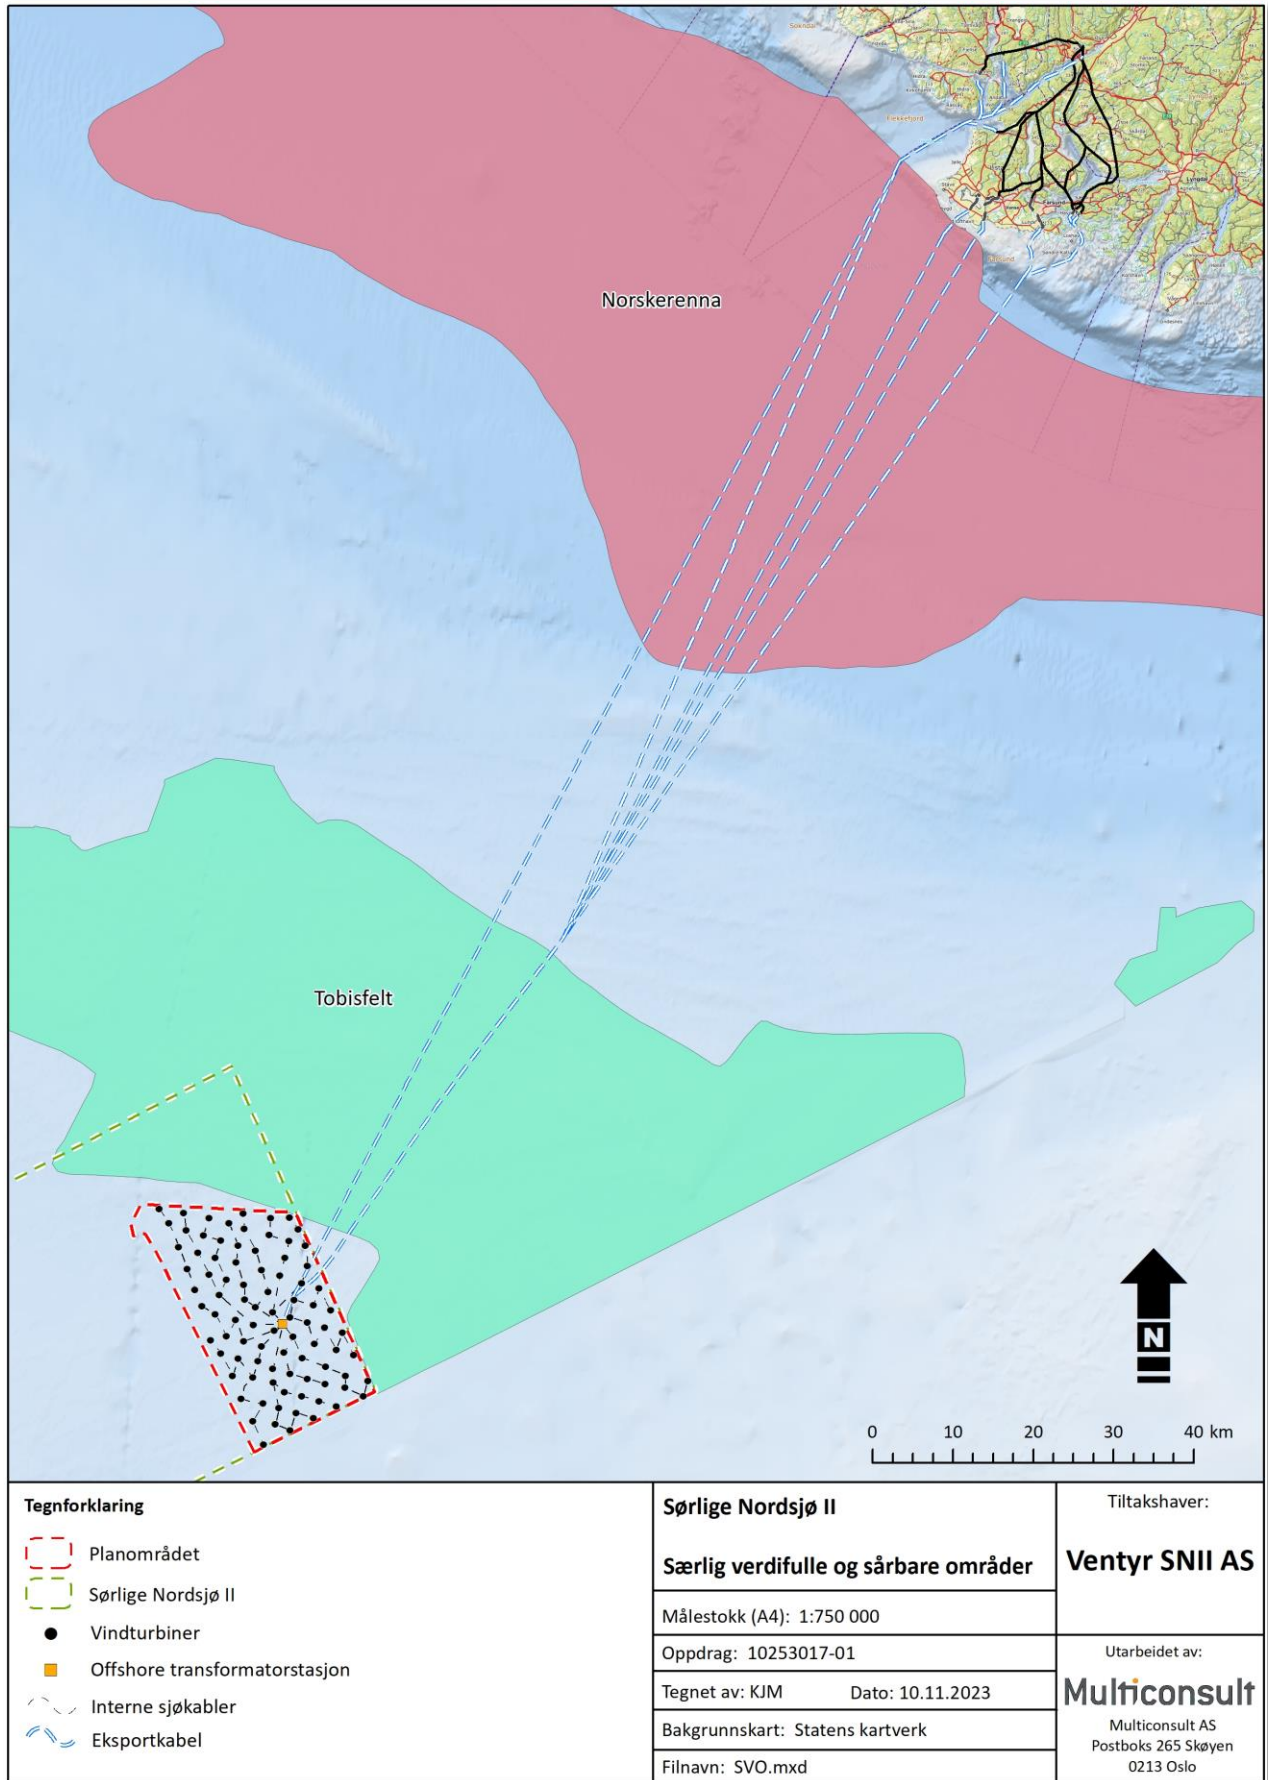 Norskerenna
Tobisfelt
Flekkefjord
Lyngdal
N
0 10 20 30 40 km
Tegnforklaring
Planområdet
Sørlige Nordsjø II
Vindturbiner
Offshore transformatorstasjon
Interne sjøkabler
Eksportkabel
Sørlige Nordsjø II
Særlig verdifulle og sårbare områder
Målestokk (A4): 1:750 000
Oppdrag: 10253017-01
Tegnet av: KJM Dato: 10.11.2023
Bakgrunnskart: Statens kartverk
Filnavn: SVO.mxd
Tiltakshaver:
Ventyr SNII AS
Utarbeidet av:
Multiconsult
Multiconsult AS
Postboks 265 Skøyen
0213 Oslo